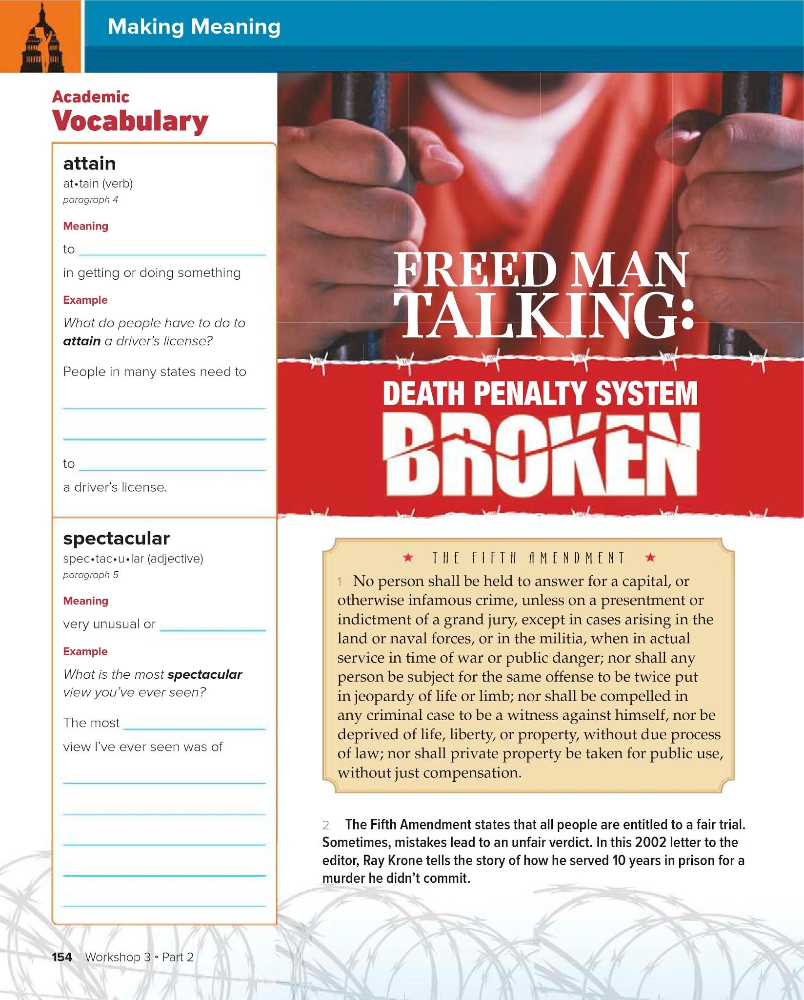 Making Meaning
Academic
Vocabulary
attain
at•tain (verb)
paragraph 4
Meaning
to
in getting or doing something
Example
What do people have to do to
attain a driver's license?
People in many states need to
to
a driver's license.
spectacular
spec•tac•u•lar (adjective)
paragraph 5
Meaning
very unusual or
Example
What is the most spectacular
view you've ever seen?
The most
view I've ever seen was of
FREED MAN
TALKING:
DEATH PENALTY SYSTEM
BROKEN
THE FIFTH AMENDMENT
1 No person shall be held to answer for a capital, or
otherwise infamous crime, unless on a presentment or
indictment of a grand jury, except in cases arising in the
land or naval forces, or in the militia, when in actual
service in time of war or public danger; nor shall any
person be subject for the same offense to be twice put
in jeopardy of life or limb; nor shall be compelled in
any criminal case to be a witness against himself, nor be
deprived of life, liberty, or property, without due process
of law; nor shall private property be taken for public use,
without just compensation.
2 The Fifth Amendment states that all people are entitled to a fair trial.
Sometimes, mistakes lead to an unfair verdict. In this 2002 letter to the
editor, Ray Krone tells the story of how he served 10 years in prison for a
murder he didn't commit.
154 Workshop 3 • Part 2